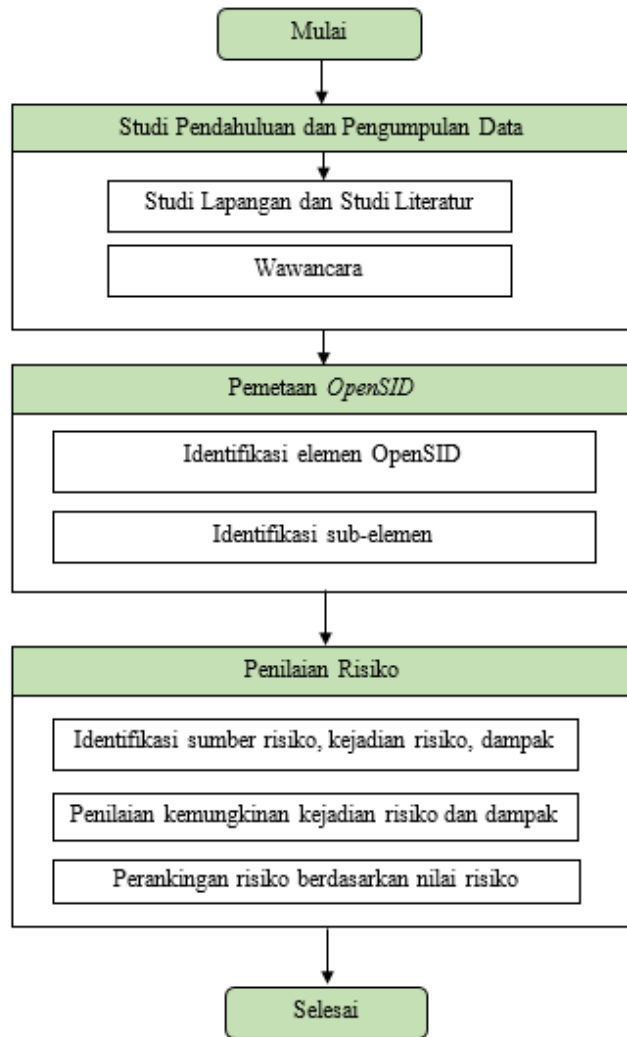 Mulai
Studi Pendahuluan dan Pengumpulan Data
Studi Lapangan dan Studi Literatur
Wawancara
Pemetaan OpenSID
Identifikasi elemen OpenSID
Identifikasi sub-elemen
Penilaian Risiko
Identifikasi sumber risiko, kejadian risiko, dampak
Penilaian kemungkinan kejadian risiko dan dampak
Perankingan risiko berdasarkan nilai risiko
Selesai